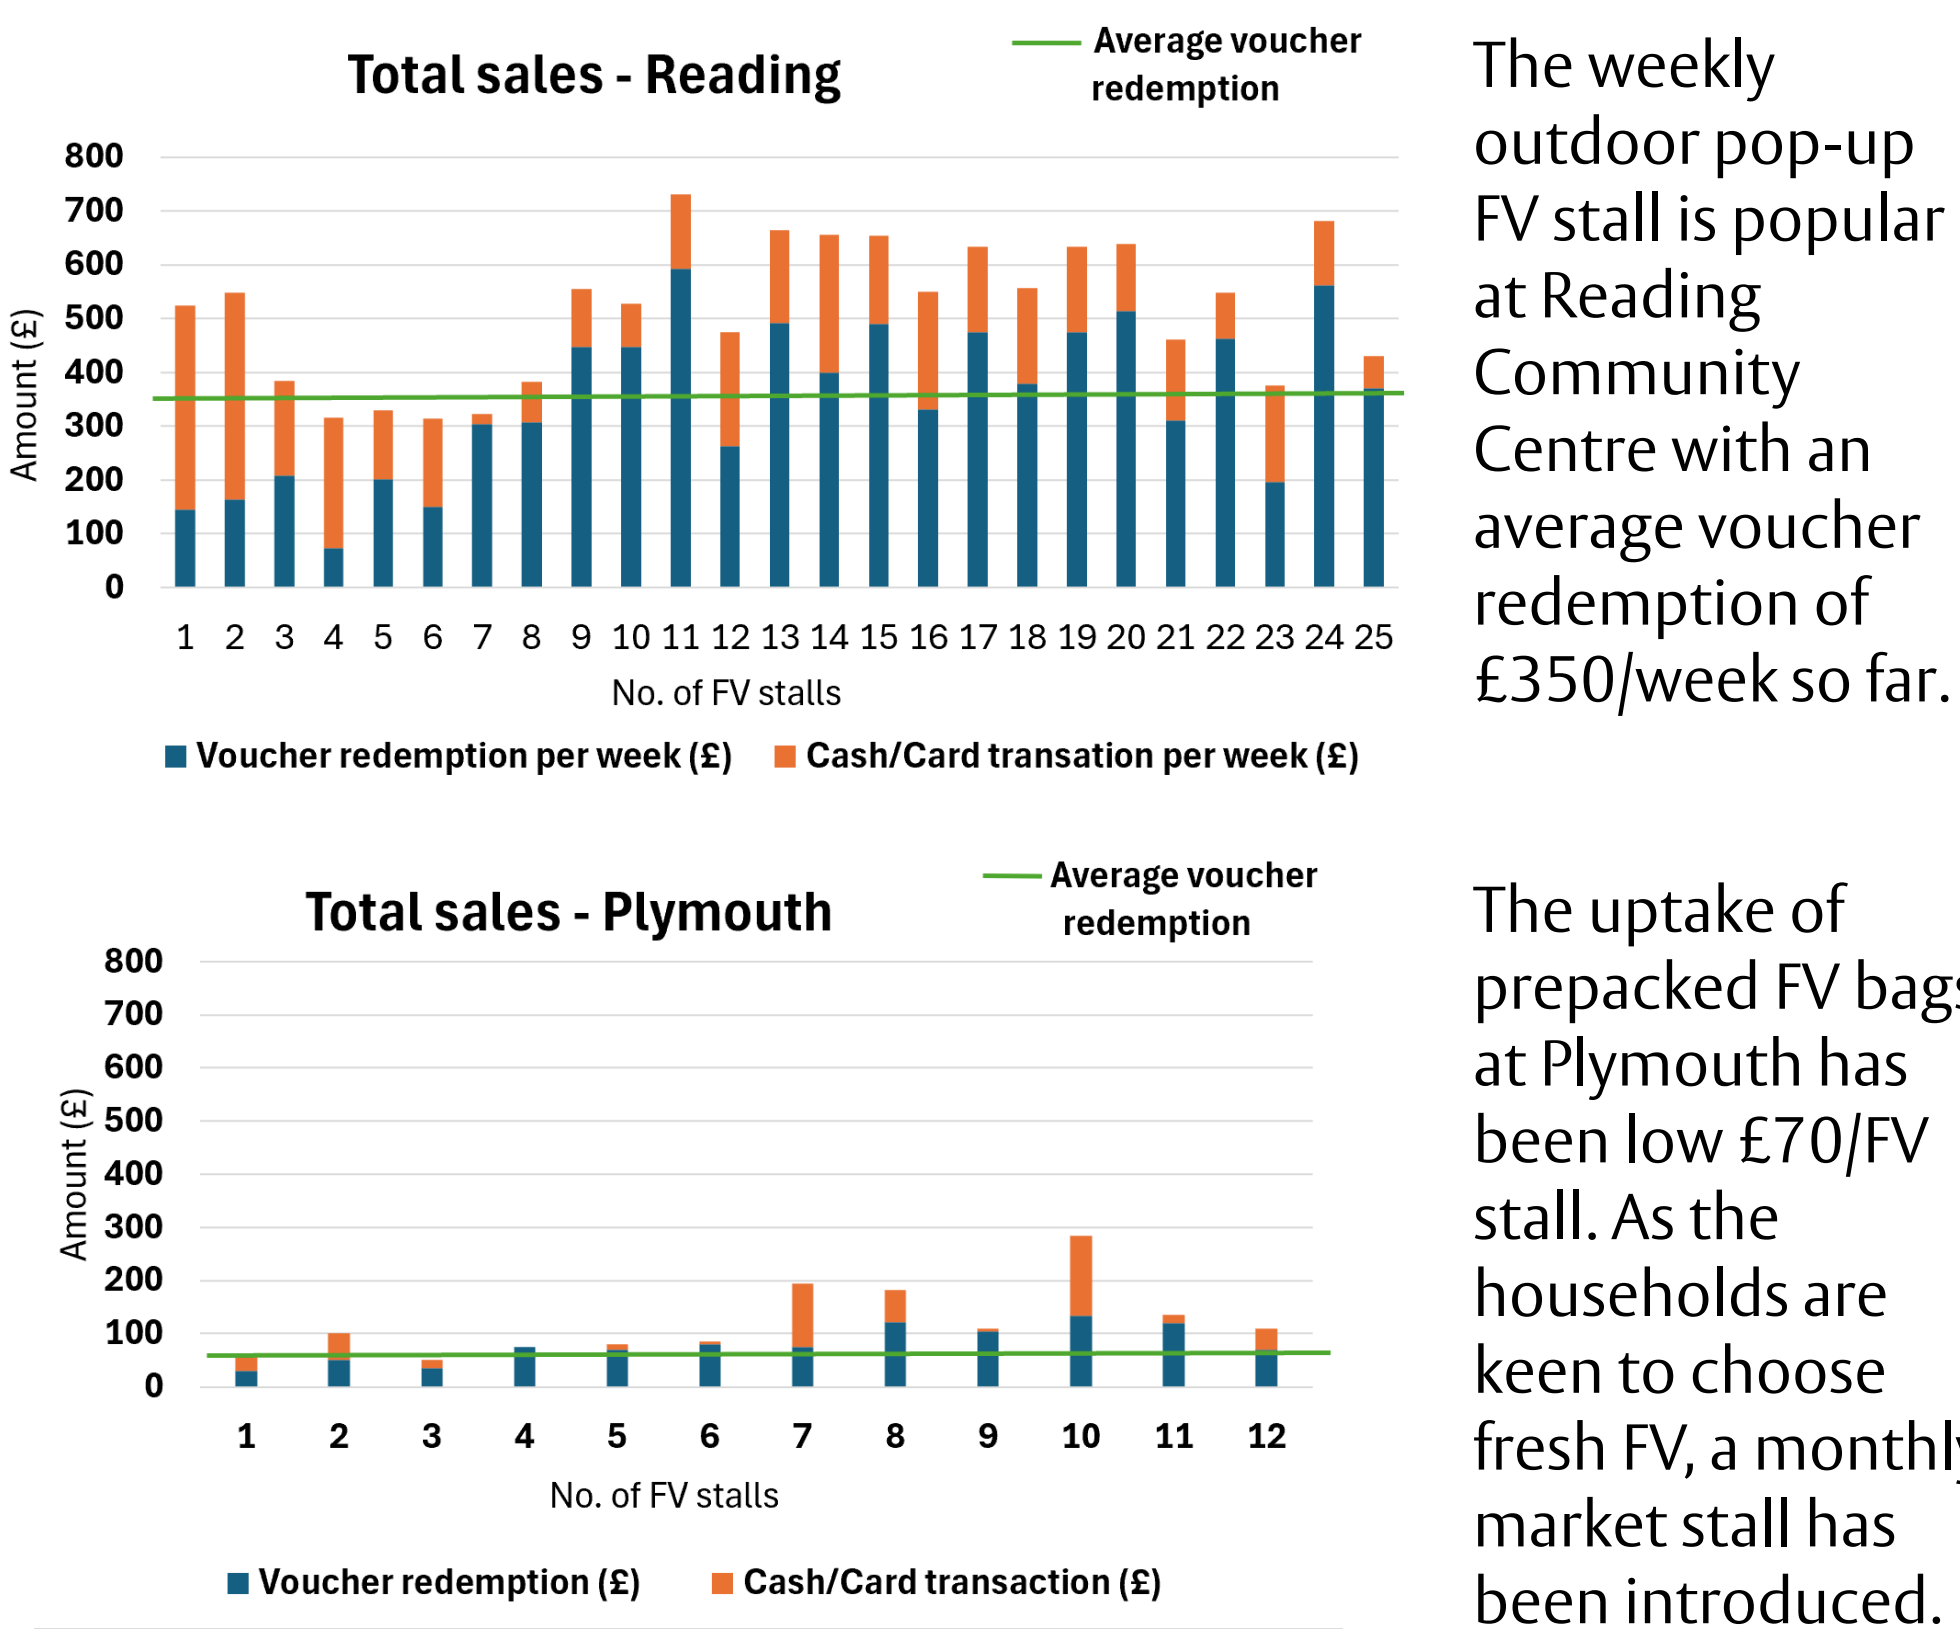 Total sales - Reading
Average voucher
redemption
800
700
600
500
400
300
200
100
0
Amount (£)
1 2 3 4 5 6 7 8 9 10 11 12 13 14 15 16 17 18 19 20 21 22 23 24 25
No. of FV stalls
Voucher redemption per week (£) Cash/Card transation per week (£)
The weekly
outdoor pop-up
FV stall is popular
at Reading
Community
Centre with an
average voucher
redemption of
£350/week so far.
Total sales - Plymouth
Average voucher
redemption
800
700
600
500
400
300
200
100
0
Amount (£)
1 2 3 4 5 6 7 8 9 10 11 12
No. of FV stalls
Voucher redemption (£) Cash/Card transaction (£)
The uptake of
prepacked FV bags
at Plymouth has
been low £70/FV
stall. As the
households are
keen to choose
fresh FV, a monthly
market stall has
been introduced.